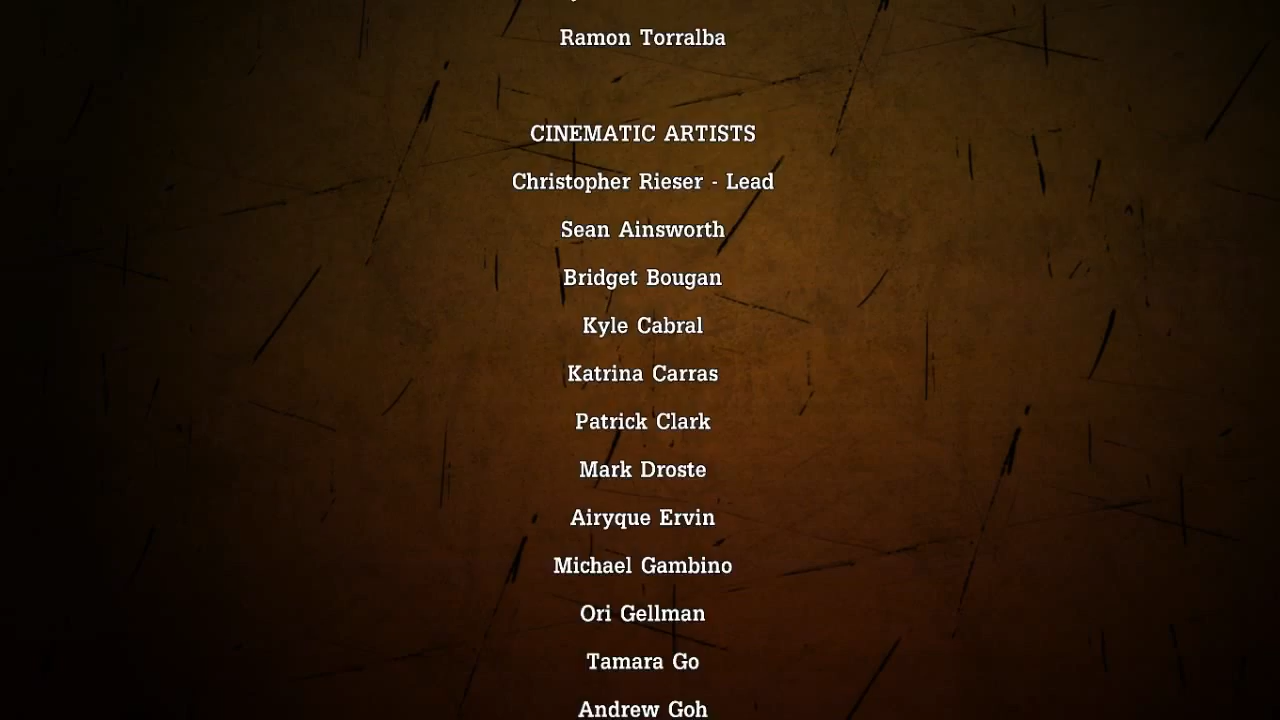 Ramon Torralba
CINEMATIC ARTISTS
Christopher Rieser - Lead
Sean Ainsworth
Bridget Bougan
Kyle Cabral
Katrina Carras
Patrick Clark
Mark Droste
Airyque Ervin
Michael Gambino
Ori Gellman
Tamara Go
Andrew Goh